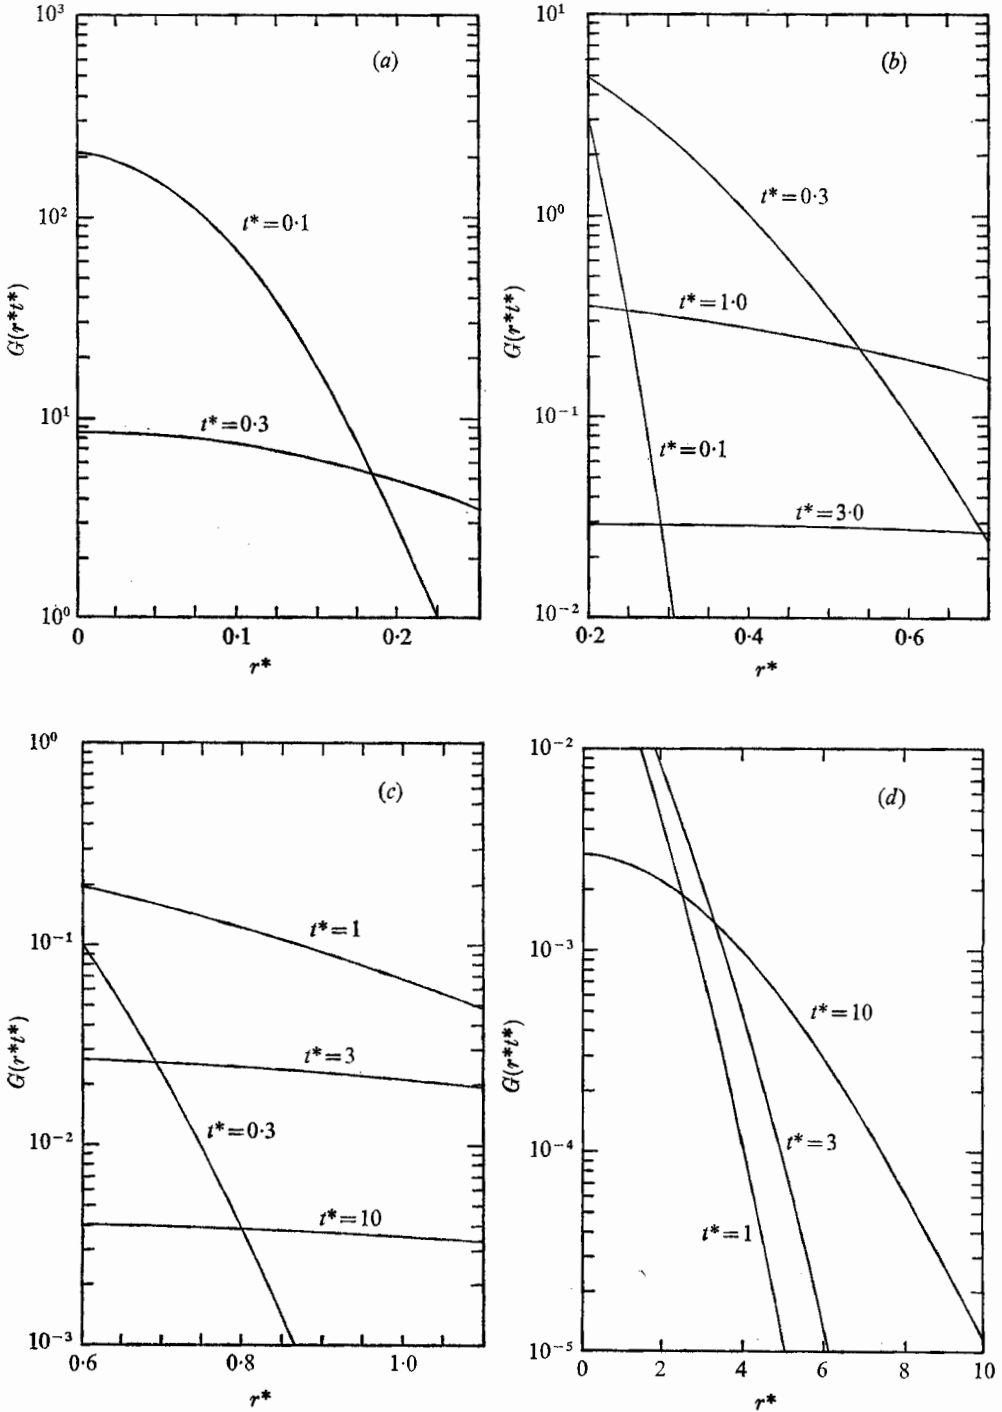 (a)
10³
10²
10¹
10⁰
G(r*t*)
t*=0·1
t*=0·3
0
0·1
0·2
r*
(b)
10¹
10⁰
10⁻¹
10⁻²
G(r*t*)
t*=0·3
t*=1·0
t*=0·1
t*=3·0
0·2
0·4
0·6
r*
(c)
10⁰
10⁻¹
10⁻²
10⁻³
G(r*t*)
t*=1
t*=3
t*=0·3
t*=10
0·6
0·8
1·0
r*
(d)
10⁻²
10⁻³
10⁻⁴
10⁻⁵
G(r*t*)
t*=10
t*=3
t*=1
0
2
4
6
8
10
r*